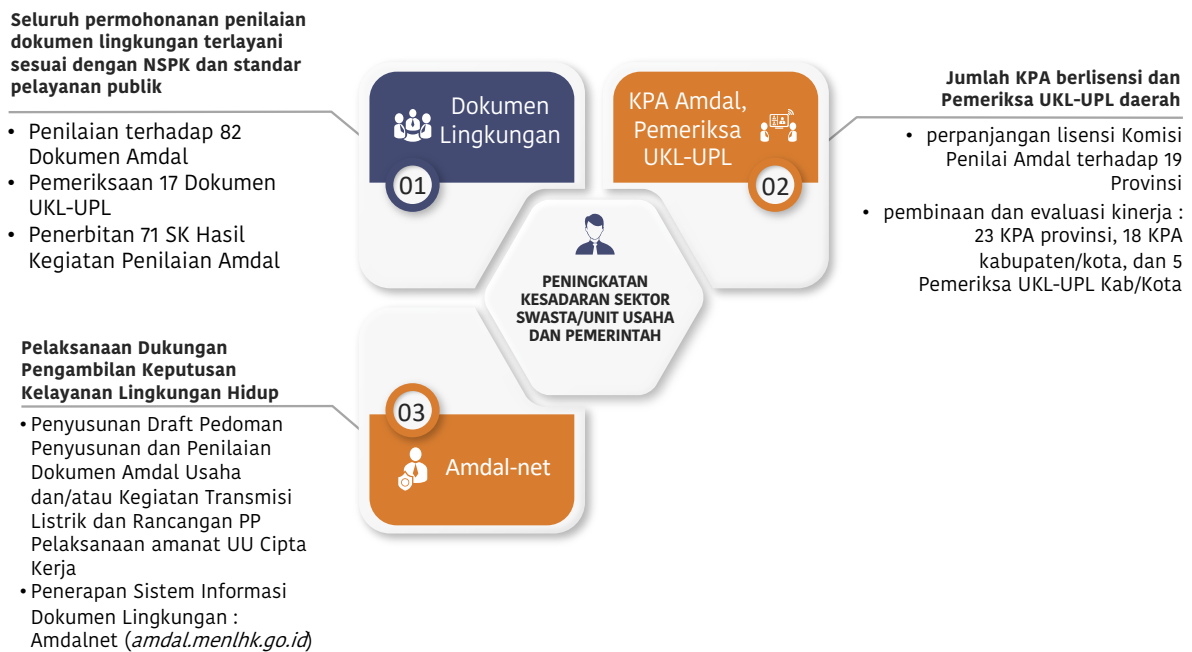 Seluruh permohonanan penilaian
dokumen lingkungan terlayani
sesuai dengan NSPK dan standar
pelayanan publik
• Penilaian terhadap 82
Dokumen Amdal
• Pemeriksaan 17 Dokumen
UKL-UPL
• Penerbitan 71 SK Hasil
Kegiatan Penilaian Amdal
Dokumen
Lingkungan
01
KPA Amdal,
Pemeriksa
UKL-UPL
02
Jumlah KPA berlisensi dan
Pemeriksa UKL-UPL daerah
• perpanjangan lisensi Komisi
Penilai Amdal terhadap 19
Provinsi
• pembinaan dan evaluasi kinerja :
23 KPA provinsi, 18 KPA
kabupaten/kota, dan 5
Pemeriksa UKL-UPL Kab/Kota
PENINGKATAN
KESADARAN SEKTOR
SWASTA/UNIT USAHA
DAN PEMERINTAH
Pelaksanaan Dukungan
Pengambilan Keputusan
Kelayanan Lingkungan Hidup
• Penyusunan Draft Pedoman
Penyusunan dan Penilaian
Dokumen Amdal Usaha
dan/atau Kegiatan Transmisi
Listrik dan Rancangan PP
Pelaksanaan amanat UU Cipta
Kerja
• Penerapan Sistem Informasi
Dokumen Lingkungan :
Amdalnet (amdal.menlhk.go.id)
03
Amdal-net